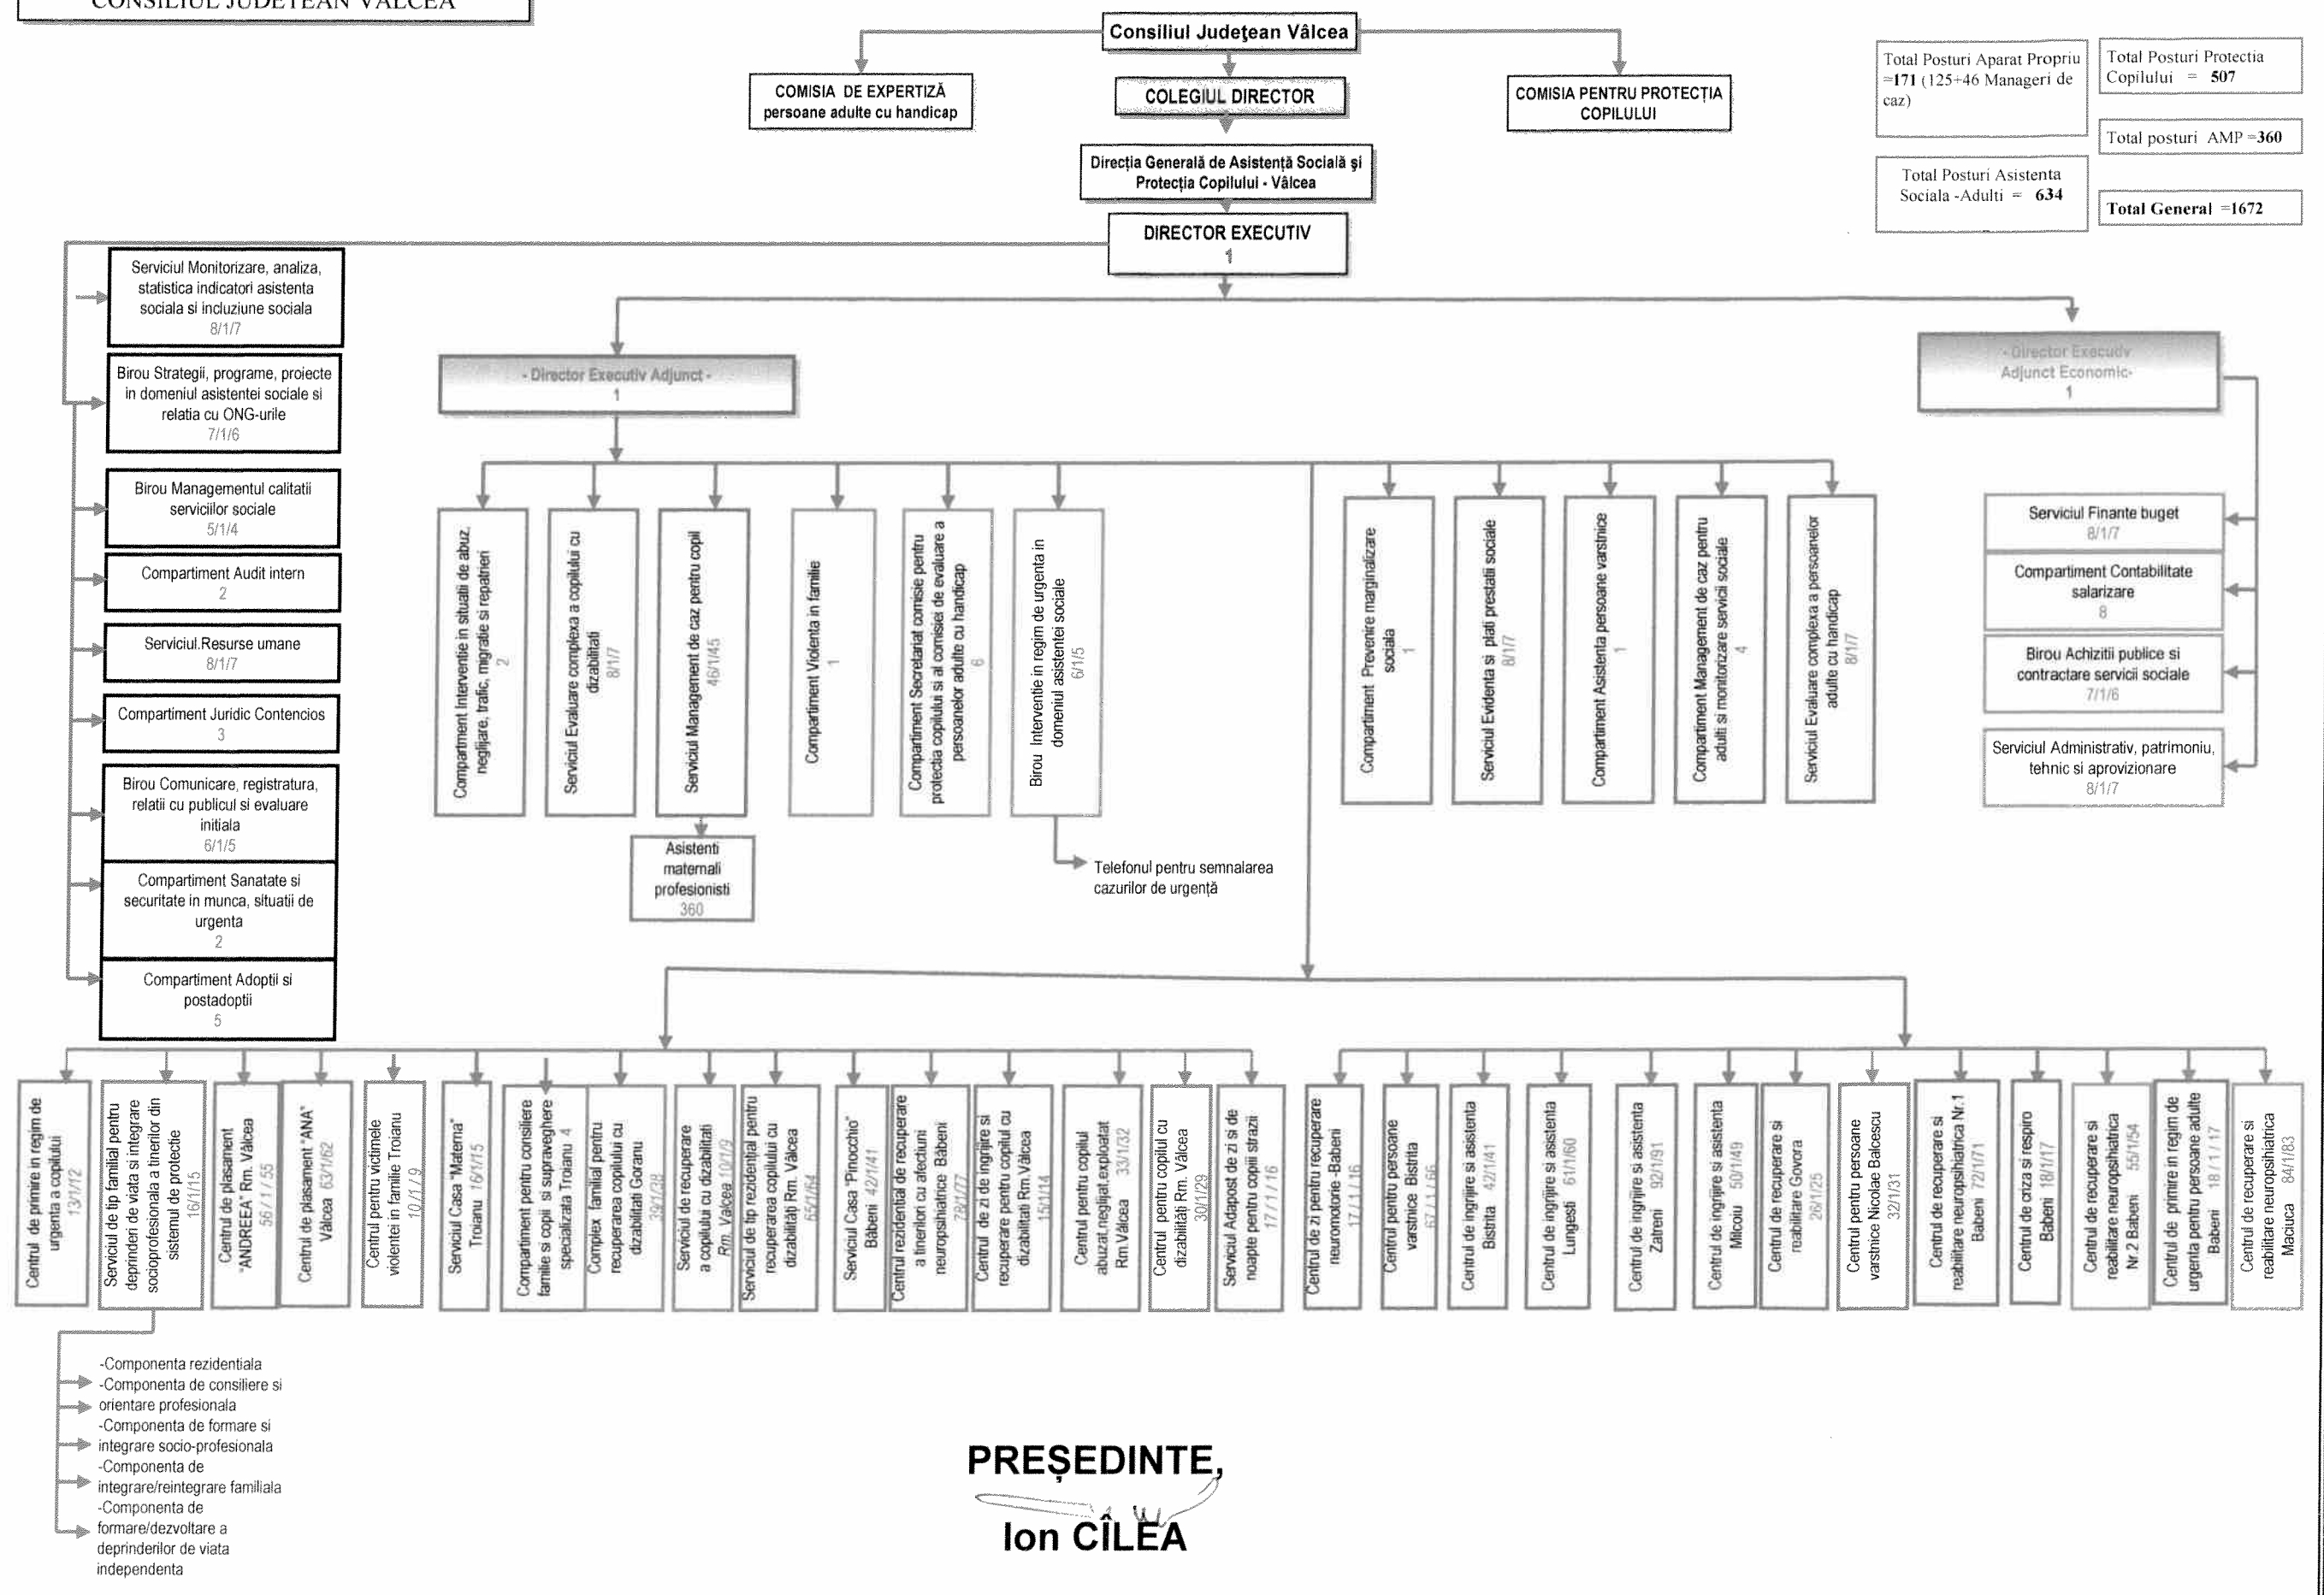 CONSILIUL JUDEȚEAN VÂLCEA
Consiliul Judeţean Vâlcea
COMISIA DE EXPERTIZĂ
persoane adulte cu handicap
COLEGIUL DIRECTOR
COMISIA PENTRU PROTECŢIA
COPILULUI
Direcţia Generală de Asistenţă Socială şi
Protecţia Copilului - Vâlcea
DIRECTOR EXECUTIV
1
Total Posturi Aparat Propriu
=171 (125+46 Manageri de
caz)
Total Posturi Protectia
Copilului = 507
Total posturi AMP =360
Total Posturi Asistenta
Sociala -Adulti = 634
Total General =1672
Serviciul Monitorizare, analiza,
statistica indicatori asistenta
sociala si incluziune sociala
8/1/7
Birou Strategii, programe, proiecte
in domeniul asistentei sociale si
relatia cu ONG-urile
7/1/6
Birou Managementul calitatii
serviciilor sociale
5/1/4
Compartiment Audit intern
2
Serviciul.Resurse umane
8/1/7
Compartiment Juridic Contencios
3
Birou Comunicare, registratura,
relatii cu publicul si evaluare
initiala
6/1/5
Compartiment Sanatate si
securitate in munca, situatii de
urgenta
2
Compartiment Adoptii si
postadoptii
5
- Director Executiv Adjunct -
1
- Director Executiv
Adjunct Economic-
1
Compartiment Interventie in situatii de abuz,
neglijare, trafic, migratie si repatrieri
2
Serviciul Evaluare complexa a copilului cu
dizabilitati
8/1/7
Serviciul Management de caz pentru copil
46/1/45
Compartiment Violenta in familie
1
Compartiment Secretariat comisie pentru
protectia copilului si al comisiei de evaluare a
persoanelor adulte cu handicap
6
Birou Interventie in regim de urgenta in
domeniul asistentei sociale
6/1/5
Compartiment Prevenire marginalizare
sociala
1
Serviciul Evidenta si plati prestatii sociale
8/1/7
Compartiment Asistenta persoane varstnice
1
Compartiment Management de caz pentru
adulti si monitorizare servicii sociale
4
Serviciul Evaluare complexa a persoanelor
adulte cu handicap
8/1/7
Serviciul Finante buget
8/1/7
Compartiment Contabilitate
salarizare
8
Birou Achizitii publice si
contractare servicii sociale
7/1/6
Serviciul Administrativ, patrimoniu,
tehnic si aprovizionare
8/1/7
Asistenti
maternali
profesionisti
360
Telefonul pentru semnalarea
cazurilor de urgenţă
Centrul de primire in regim de
urgenta a copilului
13/1/12
Serviciul de tip familial pentru
deprinderi de viata si integrare
socioprofesionala a tinerilor din
sistemul de protectie
16/1/15
Centrul de plasament
"ANDREEA" Rm. Vâlcea
56 / 1 / 55
Centrul de plasament "ANA"
Vâlcea 63/1/62
Centrul pentru victimele
violentei in familie Troianu
10 / 1 / 9
Serviciul Casa "Materna"
Troianu 16/1/15
Compartiment pentru consiliere
familie si copii si supraveghere
specializata Troianu 4
Complex familial pentru
recuperarea copilului cu
dizabilitati Goranu
39/1/38
Serviciul de recuperare
a copilului cu dizabilitati
Rm. Valcea 10/1/9
Serviciul de tip rezidenţial pentru
recuperarea copilului cu
dizabilităţi Rm. Vâlcea
65/1/64
Serviciul Casa "Pinocchio"
Băbeni 42/1/41
Centrul rezidential de recuperare
a tinerilor cu afectiuni
neuropsihiatrice Băbeni
78/1/77
Centrul de zi de ingrijire si
recuperare pentru copilul cu
dizabilitati Rm. Vâlcea
15/1/14
Centrul pentru copilul
abuzat,neglijat,exploatat
Rm.Vâlcea 33/1/32
Centrul pentru copilul cu
dizabilităţi Rm. Vâlcea
30/1/29
Serviciul Adapost de zi si de
noapte pentru copiii strazii
17 / 1 / 16
Centrul de zi pentru recuperare
neuromotorie -Babeni
17 / 1 / 16
Centrul pentru persoane
varstnice Bistrita
67 / 1 / 66
Centrul de ingrijire si asistenta
Bistrita 42/1/41
Centrul de ingrijire si asistenta
Lungesti 61/1/60
Centrul de ingrijire si asistenta
Zatreni 92/1/91
Centrul de ingrijire si asistenta
Milcoiu 50/1/49
Centrul de recuperare si
reabilitare Govora
26/1/25
Centrul pentru persoane
varstnice Nicolae Balcescu
32/1/31
Centrul de recuperare si
reabilitare neuropsihiatrica Nr.1
Babeni 72/1/71
Centrul de criza si respiro
Babeni 18/1/17
Centrul de recuperare si
reabilitare neuropsihiatrica
Nr.2 Babeni 55/1/54
Centrul de primire in regim de
urgenta pentru persoane adulte
Babeni 18 / 1 / 17
Centrul de recuperare si
reabilitare neuropsihiatrica
Maciuca 84/1/83
-Componenta rezidentiala
-Componenta de consiliere si
orientare profesionala
-Componenta de formare si
integrare socio-profesionala
-Componenta de
integrare/reintegrare familiala
-Componenta de
formare/dezvoltare a
deprinderilor de viata
independenta
PREŞEDINTE,
Ion CÎLEA